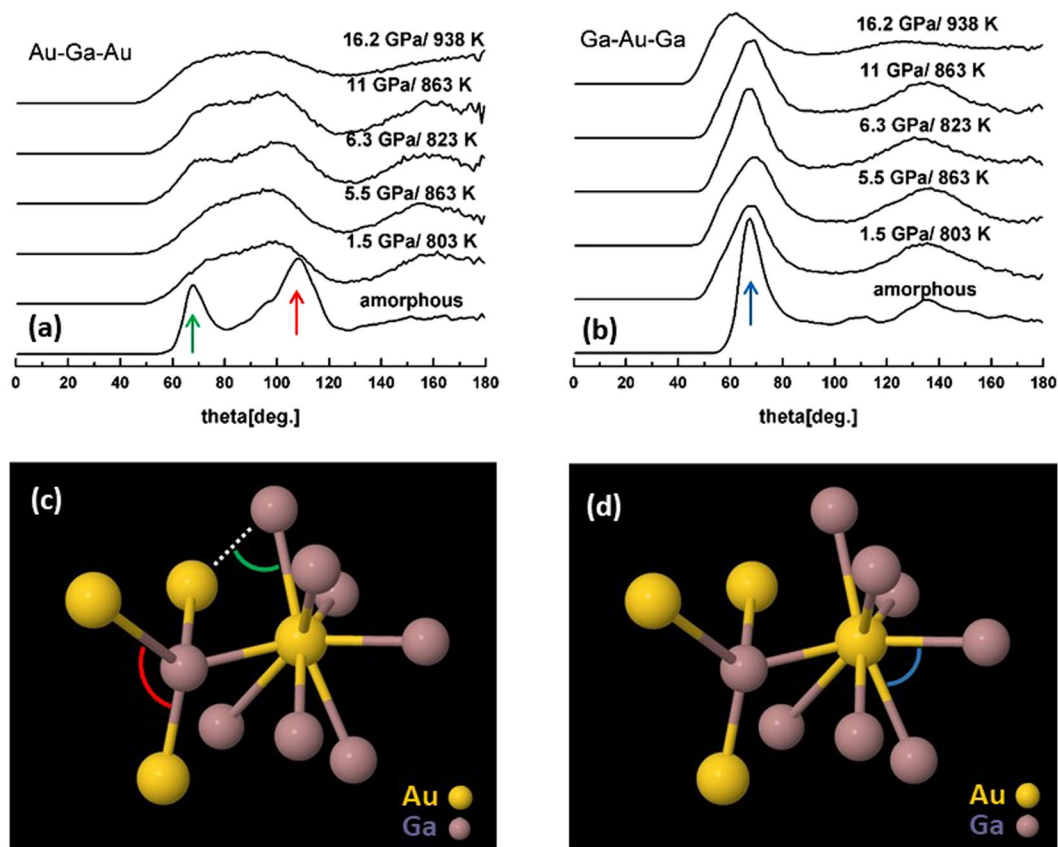 Au-Ga-Au
16.2 GPa/ 938 K
11 GPa/ 863 K
6.3 GPa/ 823 K
5.5 GPa/ 863 K
1.5 GPa/ 803 K
amorphous
(a)
0 20 40 60 80 100 120 140 160 180
theta[deg.]
Ga-Au-Ga
16.2 GPa/ 938 K
11 GPa/ 863 K
6.3 GPa/ 823 K
5.5 GPa/ 863 K
1.5 GPa/ 803 K
amorphous
(b)
0 20 40 60 80 100 120 140 160 180
theta[deg.]
(c)
Au
Ga
(d)
Au
Ga